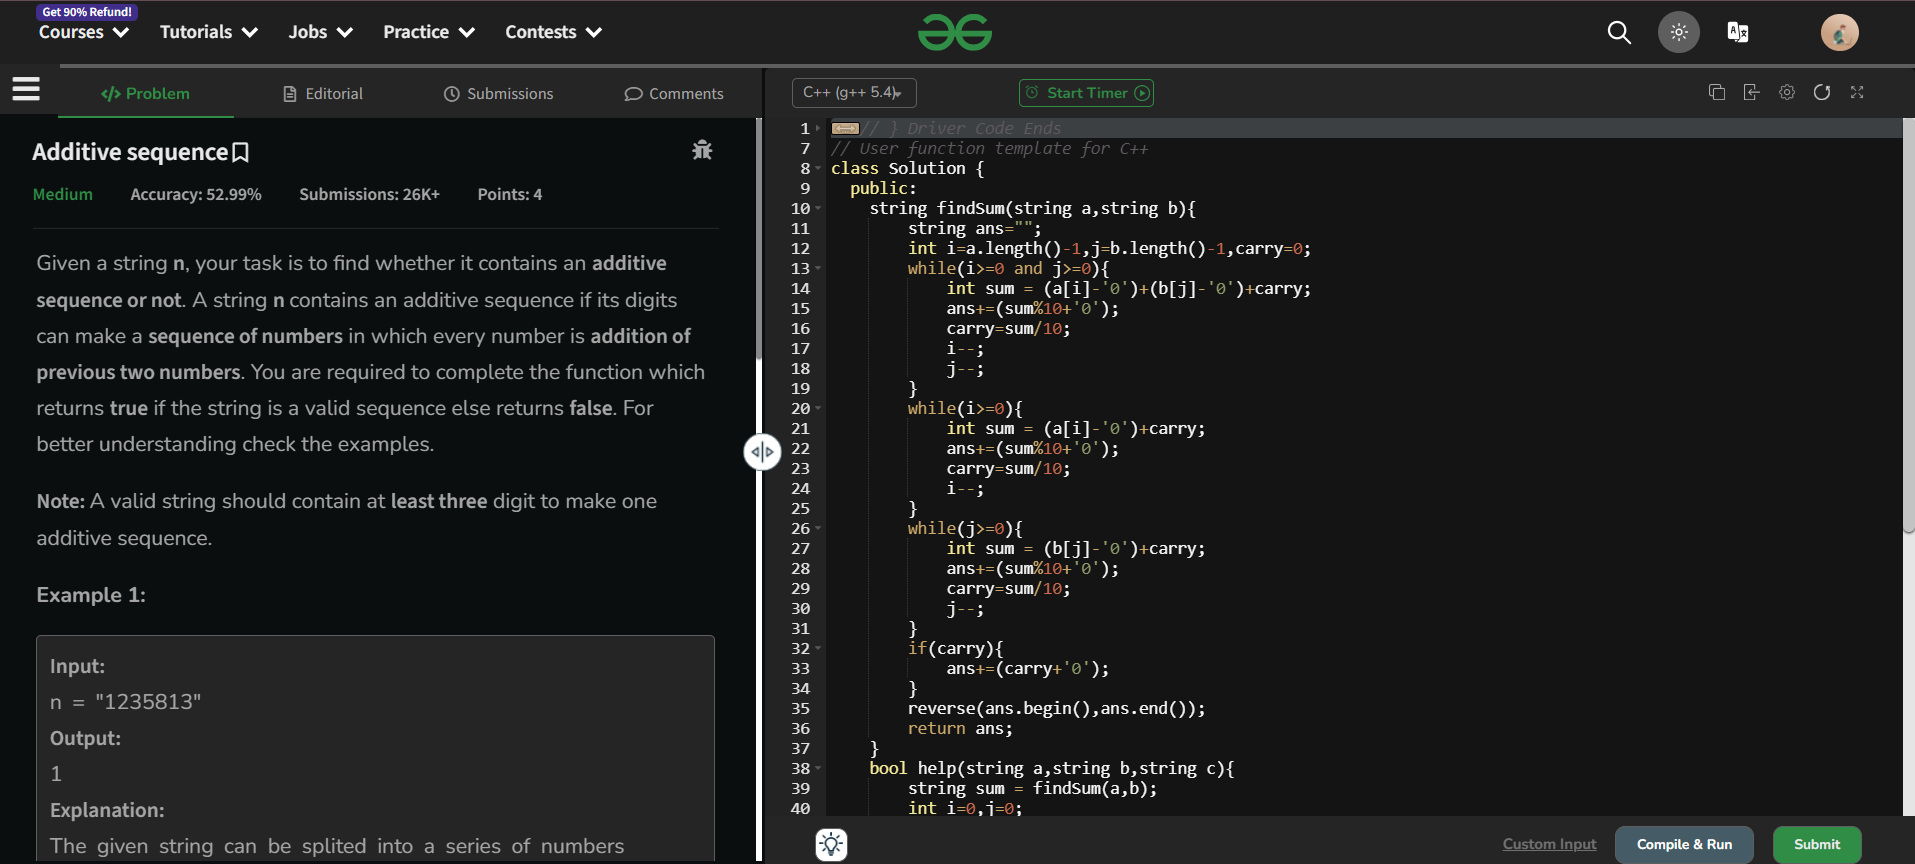 Get 90% Refund!
Courses Tutorials Jobs Practice Contests
Problem Editorial Submissions Comments
C++ (g++ 5.4) Start Timer
Additive sequence
Medium Accuracy: 52.99% Submissions: 26K+ Points: 4
Given a string n, your task is to find whether it contains an additive
sequence or not. A string n contains an additive sequence if its digits
can make a sequence of numbers in which every number is addition of
previous two numbers. You are required to complete the function which
returns true if the string is a valid sequence else returns false. For
better understanding check the examples.
Note: A valid string should contain at least three digit to make one
additive sequence.
Example 1:
Input:
n = "1235813"
Output:
1
Explanation:
The given string can be splited into a series of numbers
1 // } Driver Code Ends
7 // User function template for C++
8 class Solution {
9 public:
10 string findSum(string a,string b){
11 string ans="";
12 int i=a.length()-1,j=b.length()-1,carry=0;
13 while(i>=0 and j>=0){
14 int sum = (a[i]-'0')+(b[j]-'0')+carry;
15 ans+=(sum%10+'0');
16 carry=sum/10;
17 i--;
18 j--;
19 }
20 while(i>=0){
21 int sum = (a[i]-'0')+carry;
22 ans+=(sum%10+'0');
23 carry=sum/10;
24 i--;
25 }
26 while(j>=0){
27 int sum = (b[j]-'0')+carry;
28 ans+=(sum%10+'0');
29 carry=sum/10;
30 j--;
31 }
32 if(carry){
33 ans+=(carry+'0');
34 }
35 reverse(ans.begin(),ans.end());
36 return ans;
37 }
38 bool help(string a,string b,string c){
39 string sum = findSum(a,b);
40 int i=0,j=0;
Custom Input Compile & Run Submit